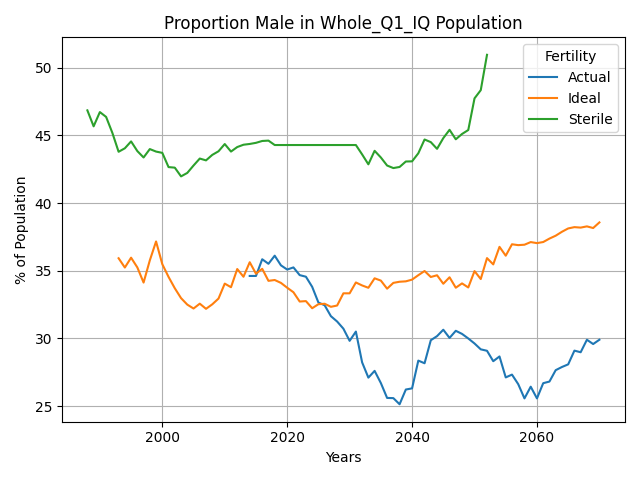 Proportion Male in Whole_Q1_IQ Population
% of Population
50
45
40
35
30
25
Fertility
Actual
Ideal
Sterile
2000
2020
2040
2060
Years